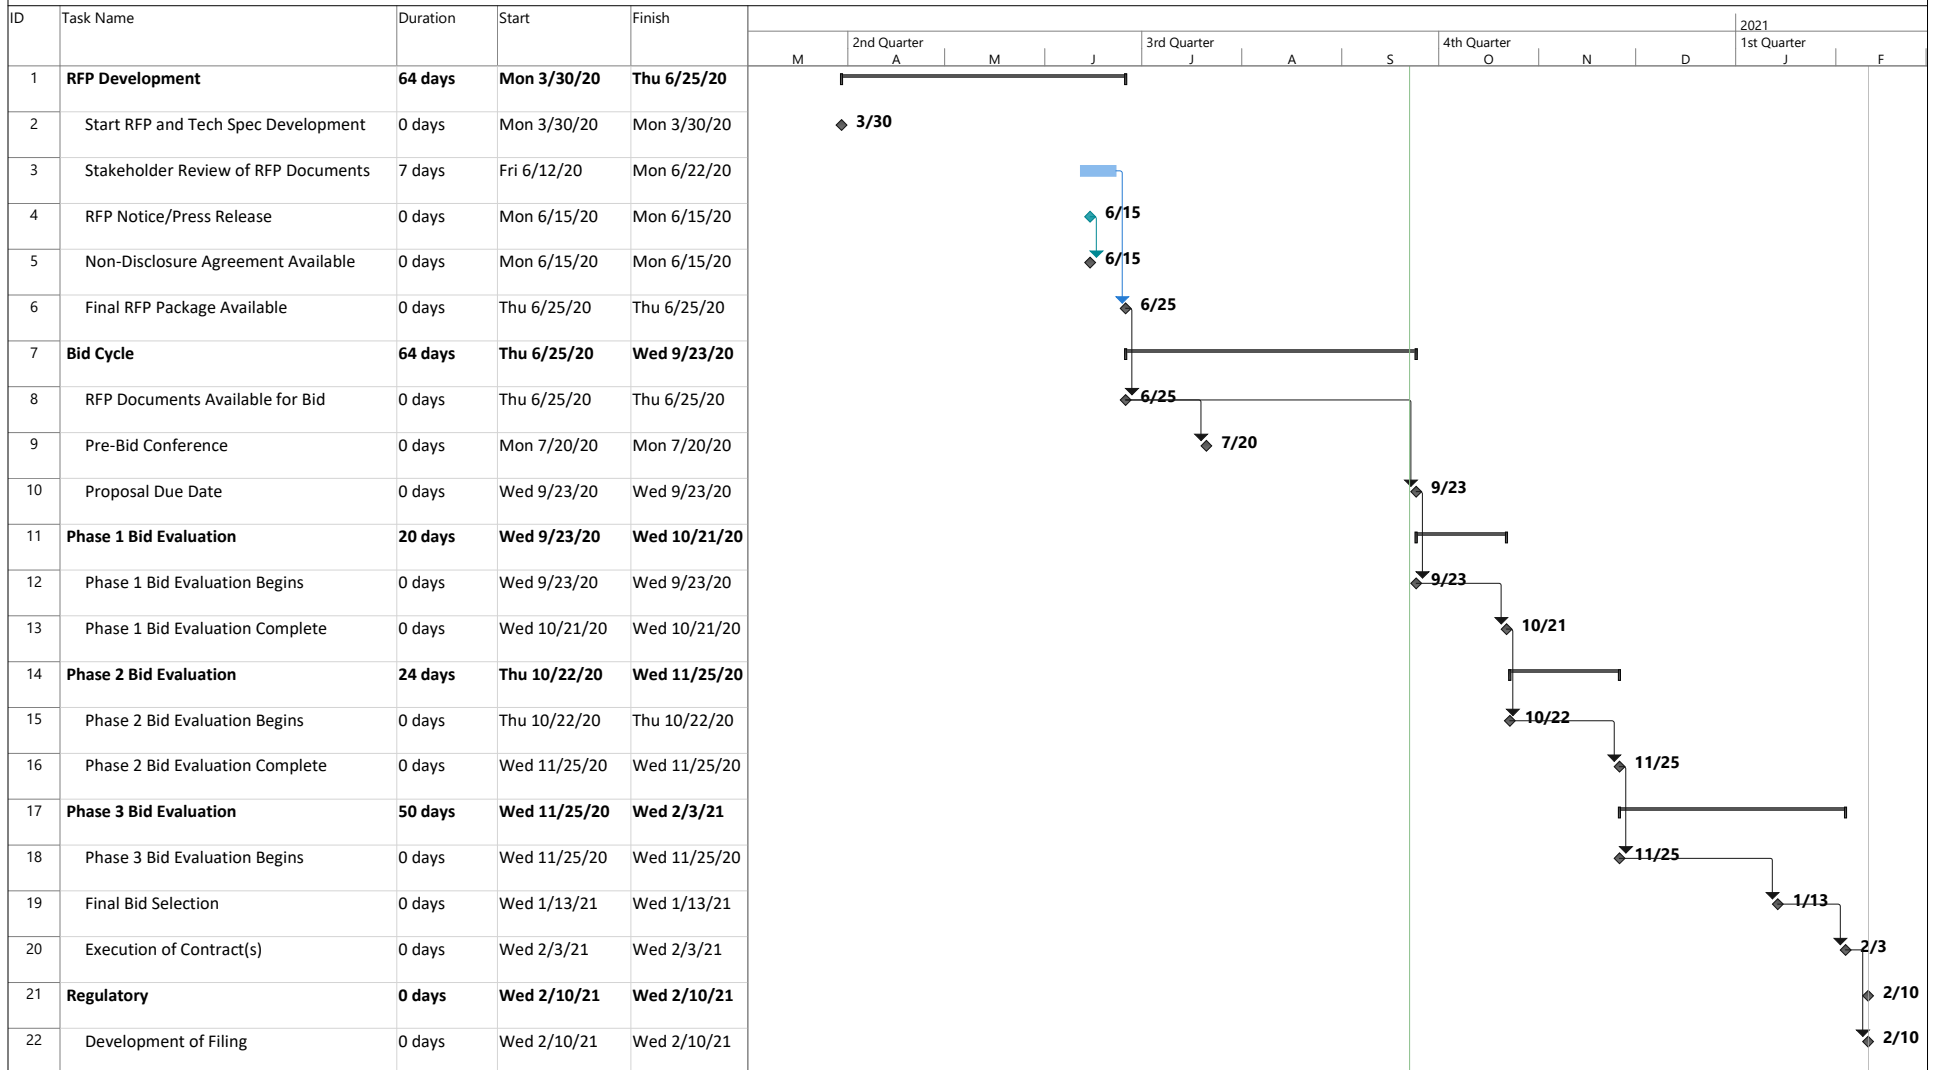 ID Task Name Duration Start Finish
2021
2nd Quarter 3rd Quarter 4th Quarter 1st Quarter
M A M J J A S O N D J F
1 RFP Development 64 days Mon 3/30/20 Thu 6/25/20
2 Start RFP and Tech Spec Development 0 days Mon 3/30/20 Mon 3/30/20 3/30
3 Stakeholder Review of RFP Documents 7 days Fri 6/12/20 Mon 6/22/20
4 RFP Notice/Press Release 0 days Mon 6/15/20 Mon 6/15/20 6/15
5 Non-Disclosure Agreement Available 0 days Mon 6/15/20 Mon 6/15/20 6/15
6 Final RFP Package Available 0 days Thu 6/25/20 Thu 6/25/20 6/25
7 Bid Cycle 64 days Thu 6/25/20 Wed 9/23/20
8 RFP Documents Available for Bid 0 days Thu 6/25/20 Thu 6/25/20 6/25
9 Pre-Bid Conference 0 days Mon 7/20/20 Mon 7/20/20 7/20
10 Proposal Due Date 0 days Wed 9/23/20 Wed 9/23/20 9/23
11 Phase 1 Bid Evaluation 20 days Wed 9/23/20 Wed 10/21/20
12 Phase 1 Bid Evaluation Begins 0 days Wed 9/23/20 Wed 9/23/20 9/23
13 Phase 1 Bid Evaluation Complete 0 days Wed 10/21/20 Wed 10/21/20 10/21
14 Phase 2 Bid Evaluation 24 days Thu 10/22/20 Wed 11/25/20
15 Phase 2 Bid Evaluation Begins 0 days Thu 10/22/20 Thu 10/22/20 10/22
16 Phase 2 Bid Evaluation Complete 0 days Wed 11/25/20 Wed 11/25/20 11/25
17 Phase 3 Bid Evaluation 50 days Wed 11/25/20 Wed 2/3/21
18 Phase 3 Bid Evaluation Begins 0 days Wed 11/25/20 Wed 11/25/20 11/25
19 Final Bid Selection 0 days Wed 1/13/21 Wed 1/13/21 1/13
20 Execution of Contract(s) 0 days Wed 2/3/21 Wed 2/3/21 2/3
21 Regulatory 0 days Wed 2/10/21 Wed 2/10/21 2/10
22 Development of Filing 0 days Wed 2/10/21 Wed 2/10/21 2/10